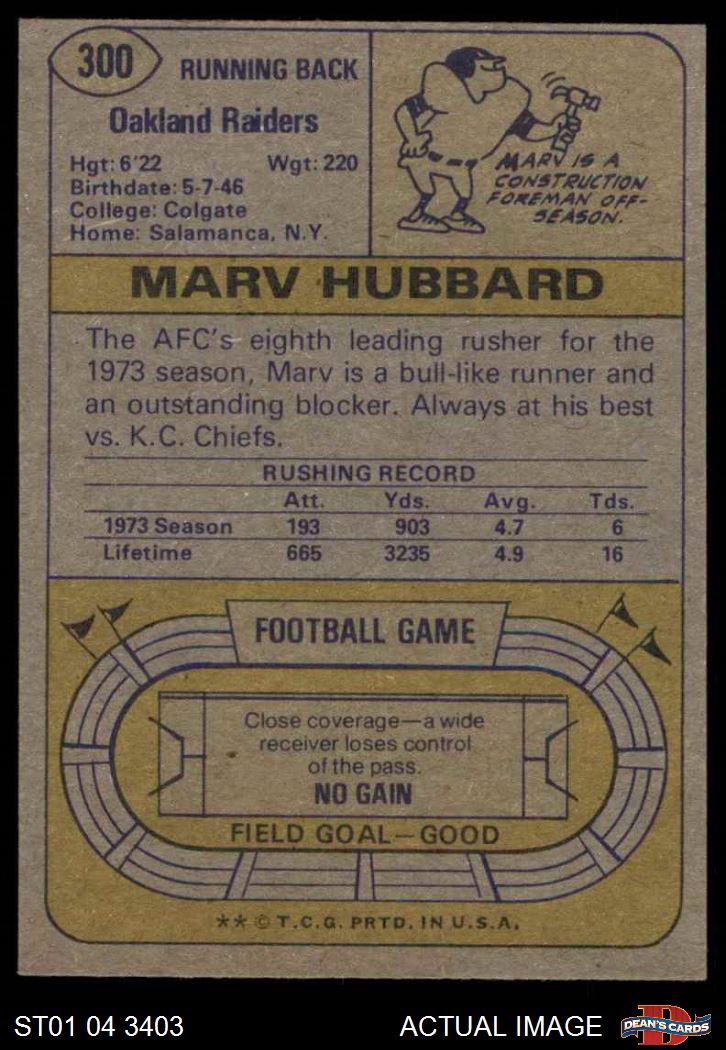 300
RUNNING BACK
Oakland Raiders
Hgt: 6'22 Wgt: 220
Birthdate: 5-7-46
College: Colgate
Home: Salamanca, N.Y.
MARV IS A
CONSTRUCTION
FOREMAN OFF-
SEASON.
MARV HUBBARD
The AFC's eighth leading rusher for the
1973 season, Marv is a bull-like runner and
an outstanding blocker. Always at his best
vs. K.C. Chiefs.
RUSHING RECORD
Att. Yds. Avg. Tds.
1973 Season 193 903 4.7 6
Lifetime 665 3235 4.9 16
FOOTBALL GAME
Close coverage—a wide
receiver loses control
of the pass.
NO GAIN
FIELD GOAL—GOOD
** © T.C.G. PRTD. IN U.S.A.
ST01 04 3403 ACTUAL IMAGE
D
DEAN'S CARDS